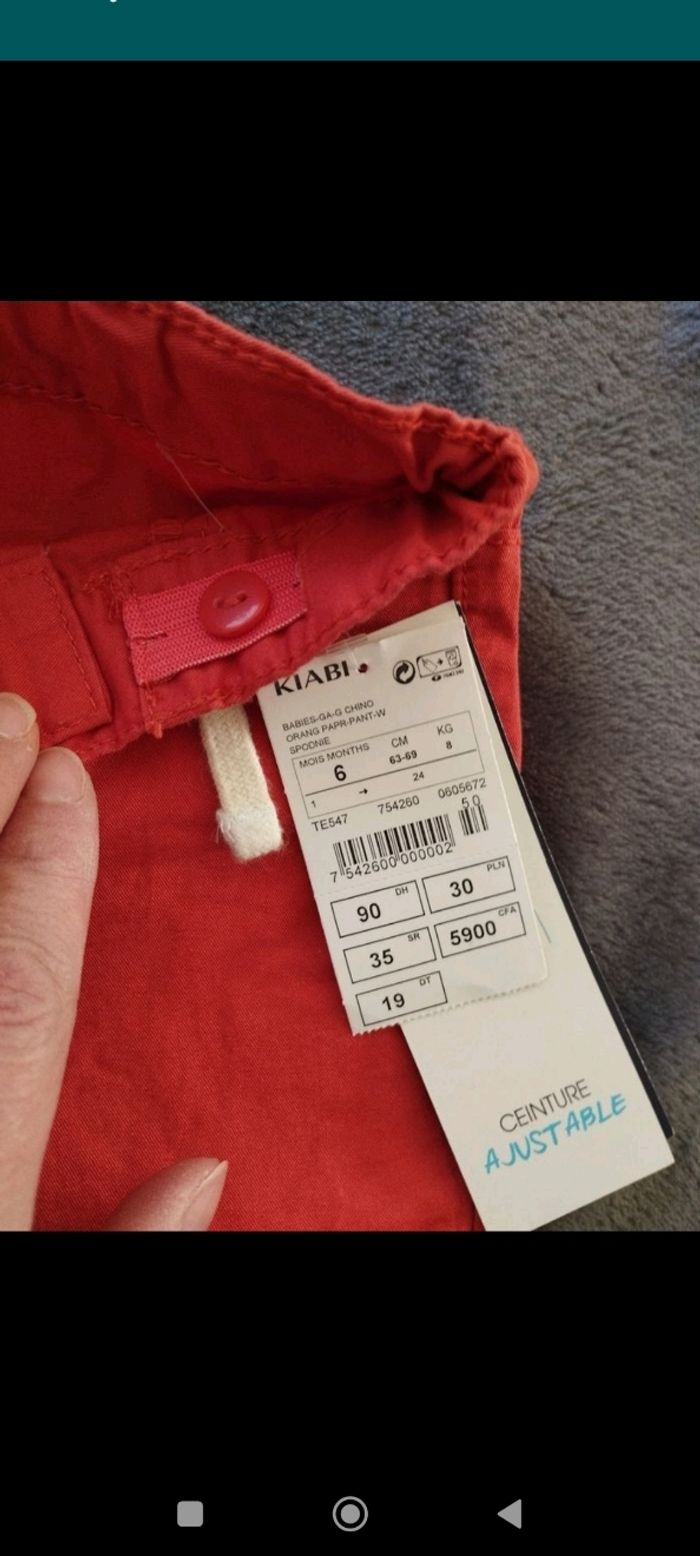 KIABI
BABIES-GA-G CHINO
ORANG PAPR-PANT-W
SPODNIE
MOIS MONTHS CM KG
6 63-69 8
1 → 24
TE547 754260 0605672
50
7 542600 000002
90 DH 30 PLN
35 SR 5900 CFA
19 DT
CEINTURE
AJUSTABLE